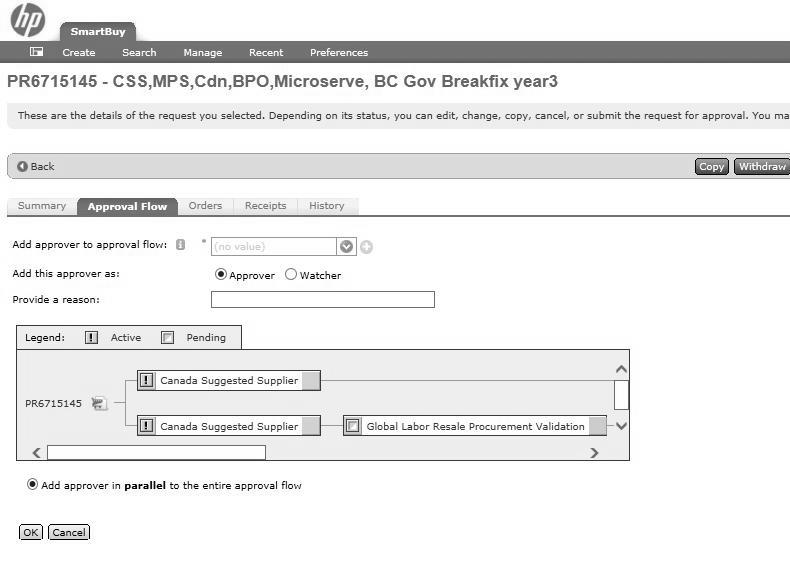 hp
SmartBuy
Create Search Manage Recent Preferences
PR6715145 - CSS,MPS,Cdn,BPO,Microserve, BC Gov Breakfix year3
These are the details of the request you selected. Depending on its status, you can edit, change, copy, cancel, or submit the request for approval. You ma
Back Copy Withdraw
Summary Approval Flow Orders Receipts History
Add approver to approval flow: i * (no value)
Add this approver as: Approver Watcher
Provide a reason:
Legend: ! Active Pending
! Canada Suggested Supplier
PR6715145
! Canada Suggested Supplier Global Labor Resale Procurement Validation
Add approver in parallel to the entire approval flow
OK Cancel